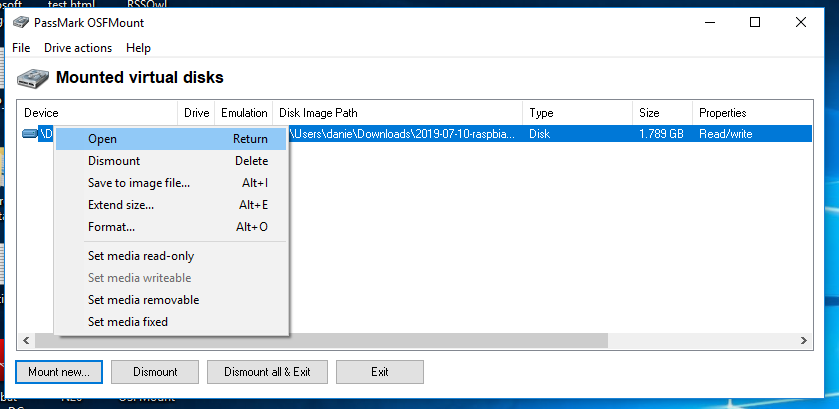 test.html RSSOwl
PassMark OSFMount
File Drive actions Help
Mounted virtual disks
Device Drive Emulation Disk Image Path Type Size Properties
\Users\danie\Downloads\2019-07-10-raspbia... Disk 1.789 GB Read/write
Open Return
Dismount Delete
Save to image file... Alt+I
Extend size... Alt+E
Format... Alt+O
Set media read-only
Set media writeable
Set media removable
Set media fixed
Mount new... Dismount Dismount all & Exit Exit